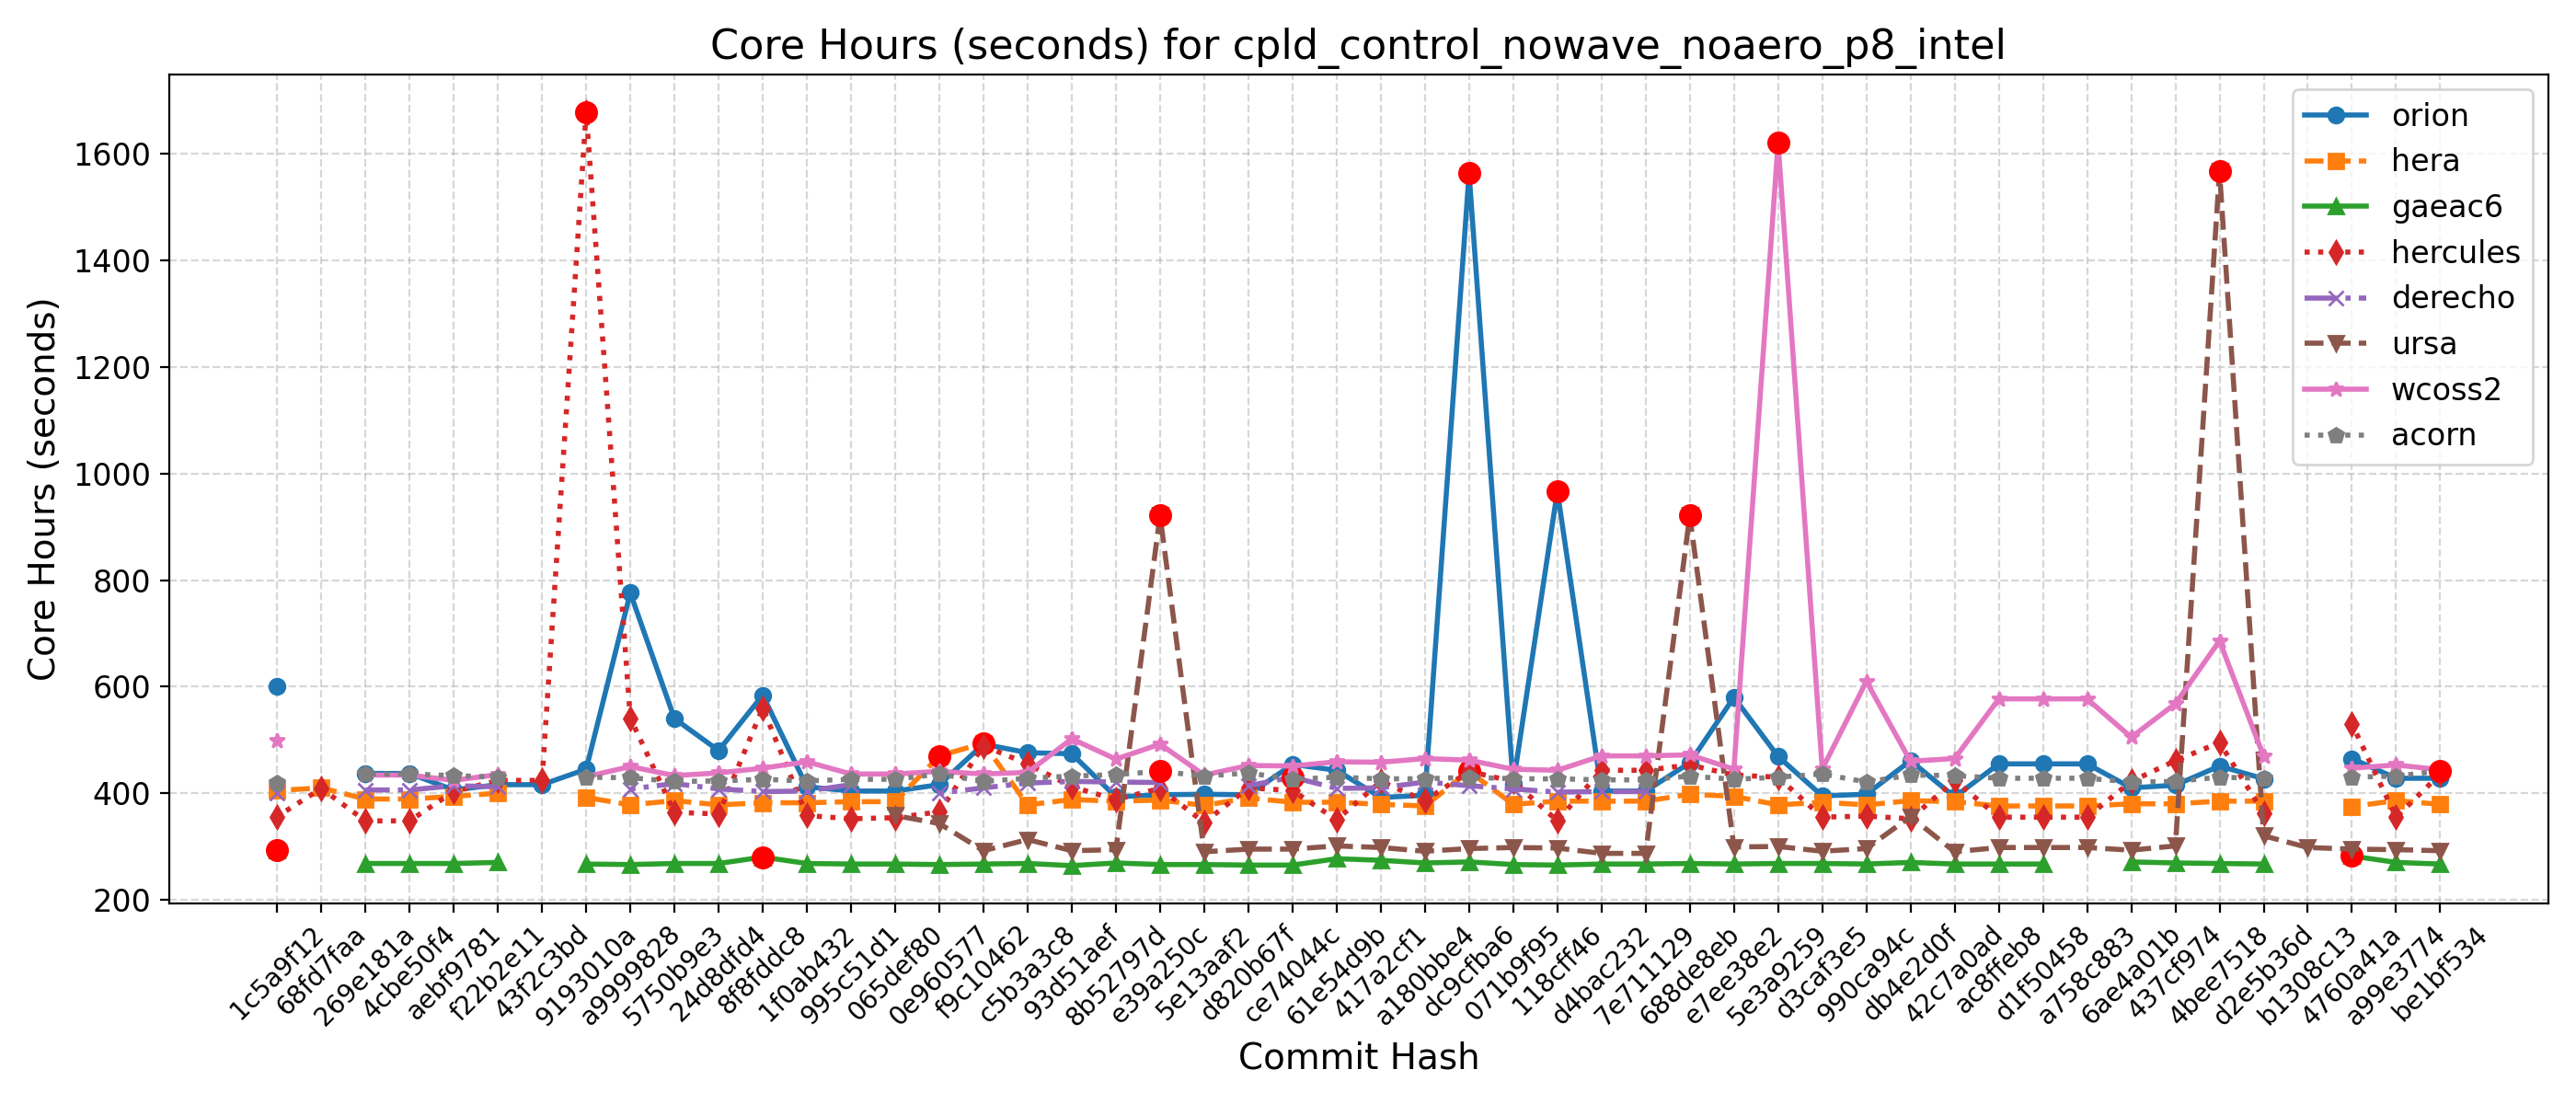 Core Hours (seconds) for cpld_control_nowave_noaero_p8_intel
Core Hours (seconds)
1600
1400
1200
1000
800
600
400
200
orion
hera
gaeac6
hercules
derecho
ursa
wcoss2
acorn
1c5a9f12
68fd7faa
269e181a
4cbe50f4
aebf9781
f22b2e11
43f2c3bd
9193010a
a9999828
5750b9e3
24d8dfd4
8f8fddc8
1f0ab432
995c51d1
065def80
0e960577
f9c10462
c5b3a3c8
93d51aef
8b52797d
e39a250c
5e13aaf2
d820b67f
ce74044c
61e54d9b
417a2cf1
a180bbe4
dc9cfba6
071b9f95
118cff46
d4bac232
7e711129
688de8eb
e7ee38e2
5e3a9259
d3caf3e5
990ca94c
db4e2d0f
42c7a0ad
ac8ffeb8
d1f50458
a758c883
6ae4a01b
437cf974
4bee7518
d2e5b36d
b1308c13
4760a41a
a99e3774
be1bf534
Commit Hash